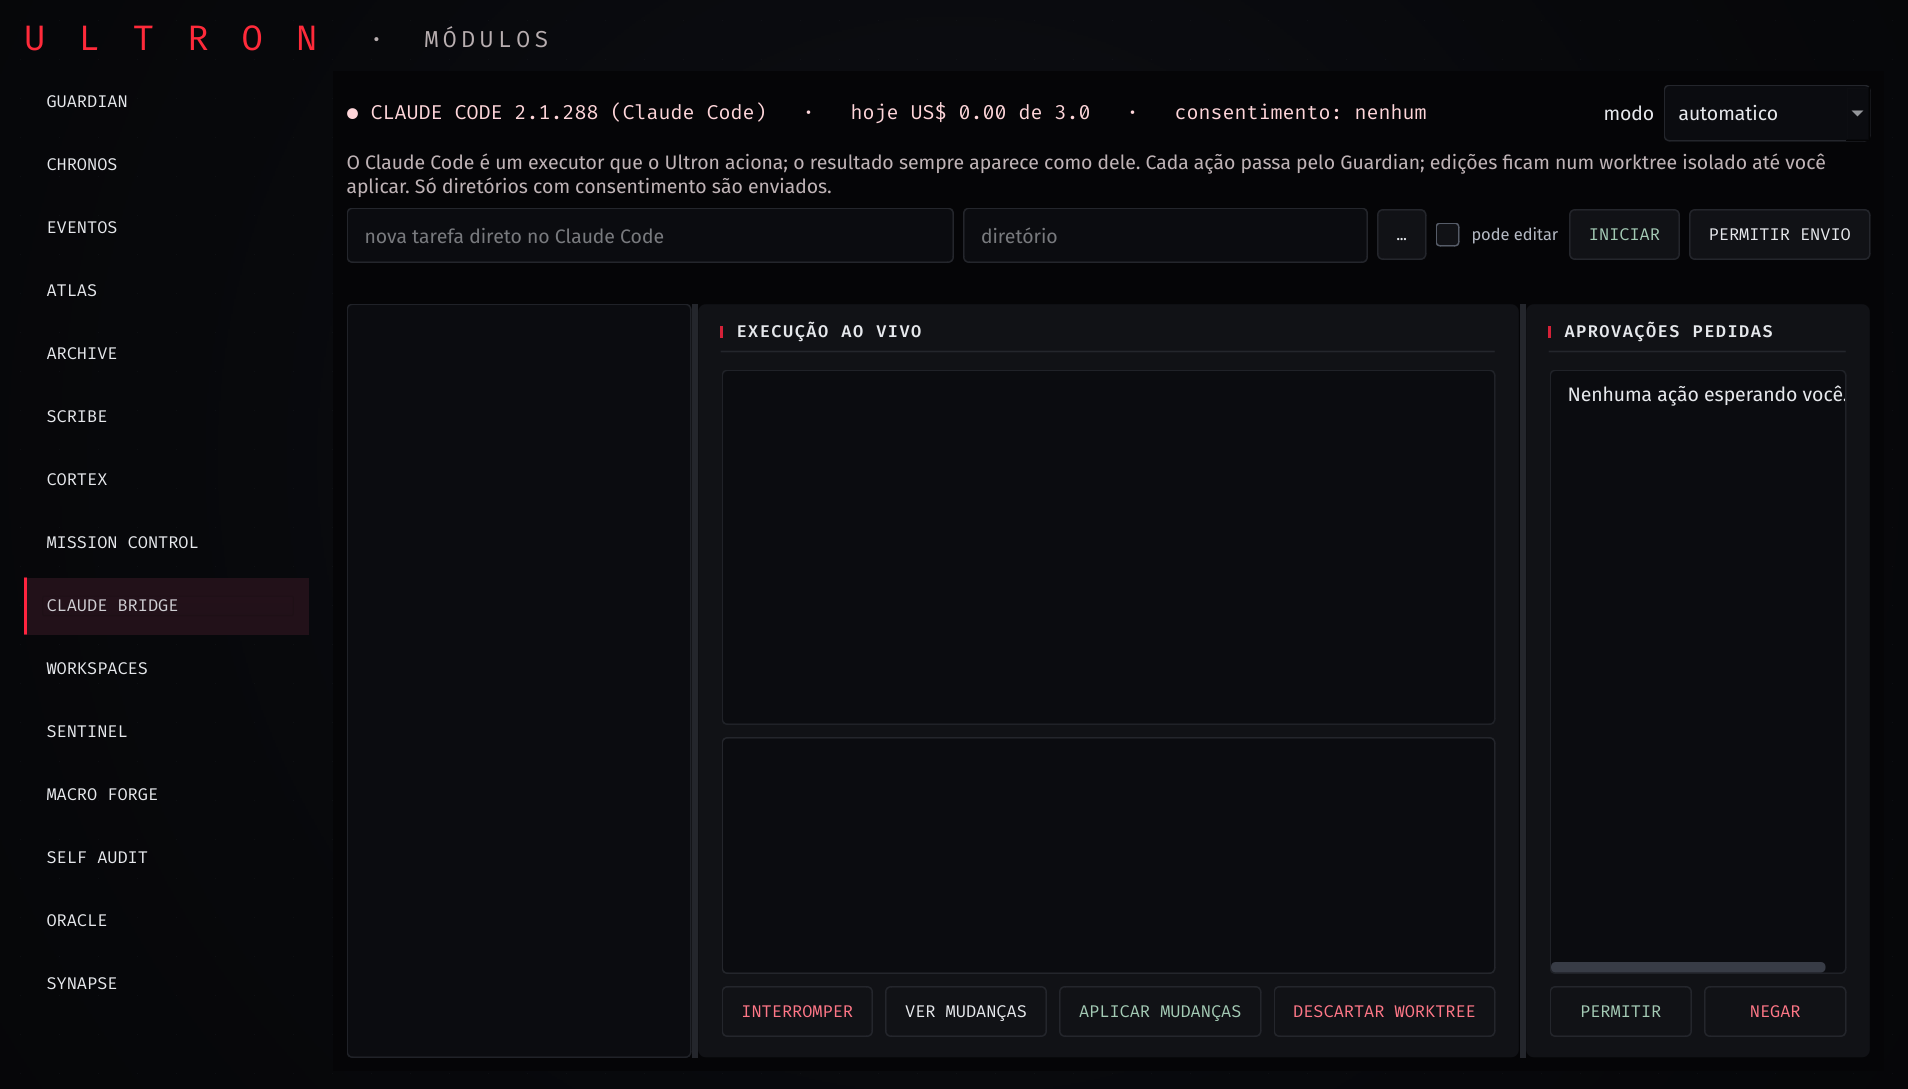 ULTRON · MÓDULOS
GUARDIAN
CHRONOS
EVENTOS
ATLAS
ARCHIVE
SCRIBE
CORTEX
MISSION CONTROL
CLAUDE BRIDGE
WORKSPACES
SENTINEL
MACRO FORGE
SELF AUDIT
ORACLE
SYNAPSE
● CLAUDE CODE 2.1.288 (Claude Code) · hoje US$ 0.00 de 3.0 · consentimento: nenhum
modo automatico
O Claude Code é um executor que o Ultron aciona; o resultado sempre aparece como dele. Cada ação passa pelo Guardian; edições ficam num worktree isolado até você
aplicar. Só diretórios com consentimento são enviados.
nova tarefa direto no Claude Code
diretório
...
pode editar
INICIAR
PERMITIR ENVIO
EXECUÇÃO AO VIVO
INTERROMPER
VER MUDANÇAS
APLICAR MUDANÇAS
DESCARTAR WORKTREE
APROVAÇÕES PEDIDAS
Nenhuma ação esperando você.
PERMITIR
NEGAR